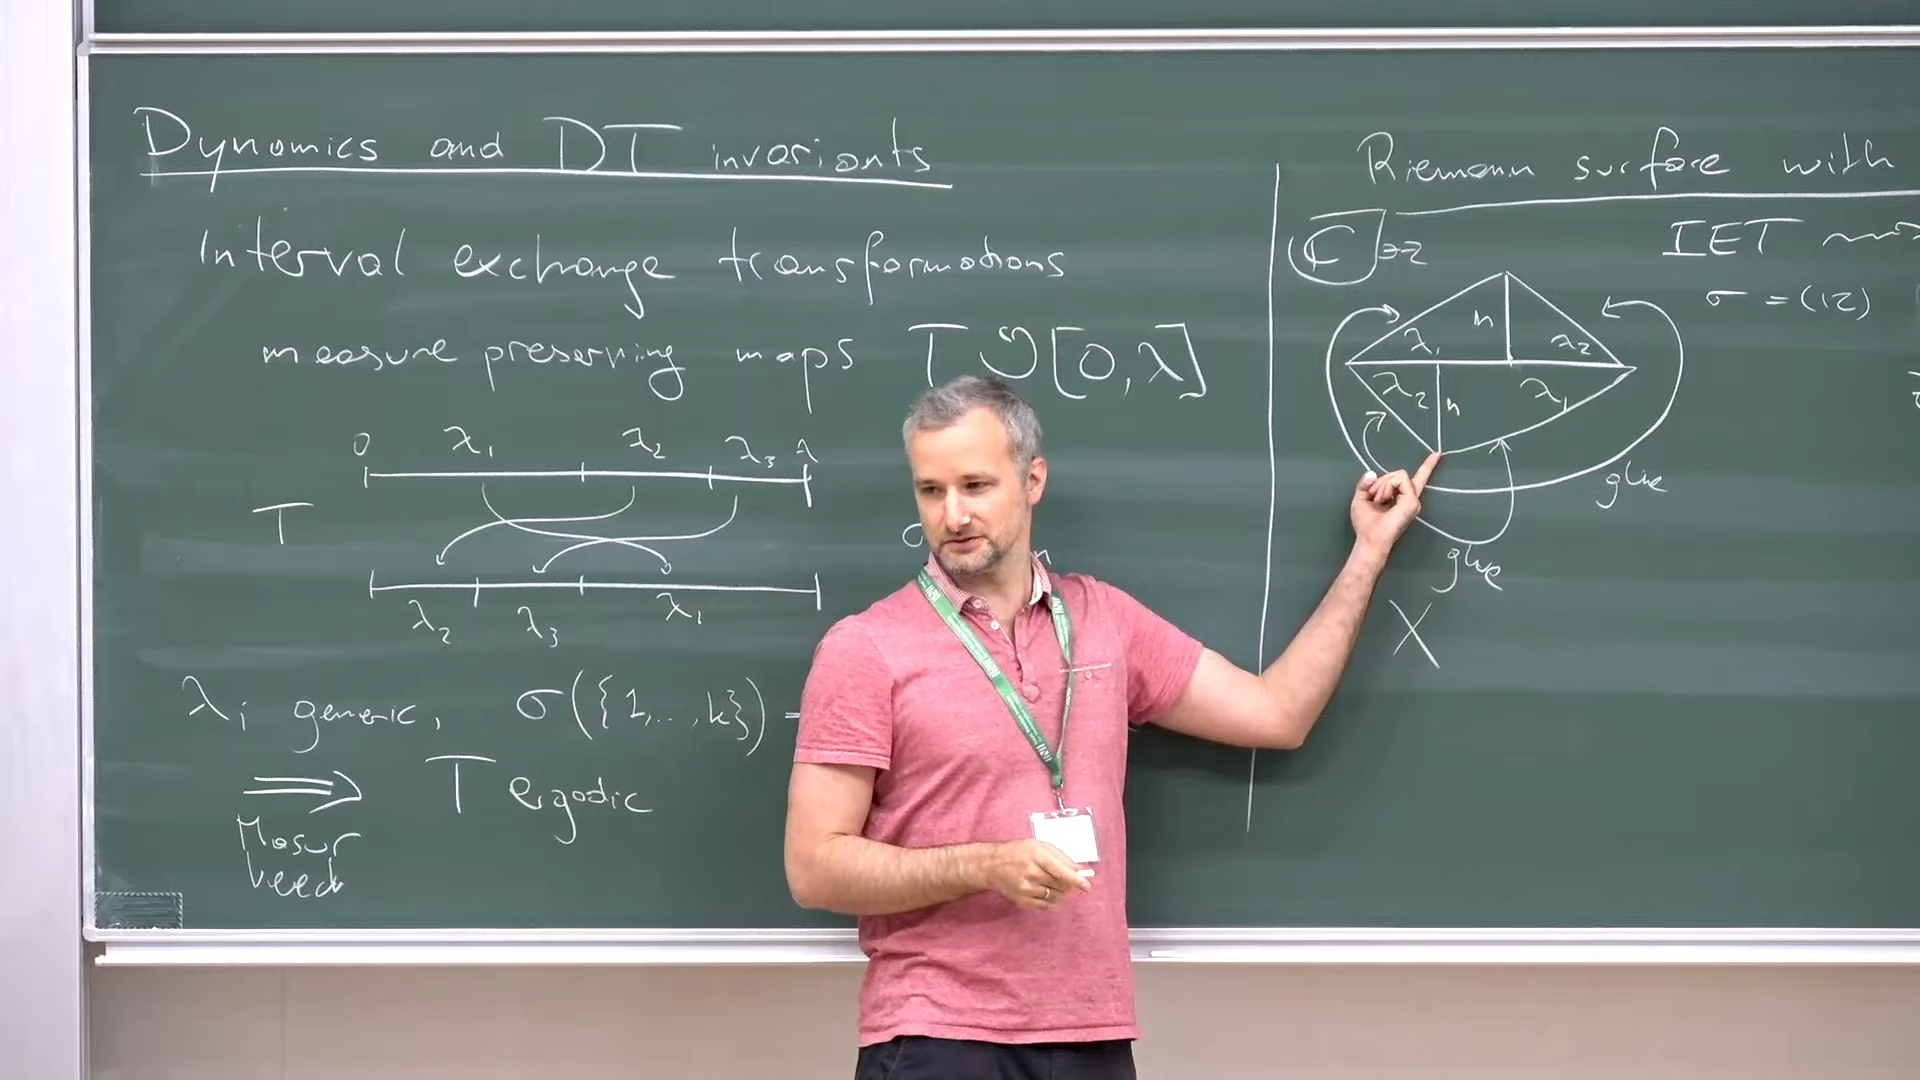 Dynamics and DT invariants
Interval exchange transformations
measure preserving maps T ↻ [0,λ]
0 λ₁ λ₂ λ₃ λ
T
λ₂ λ₃ λ₁
λᵢ generic, σ({1,...,k})
⟹ T ergodic
Masur
Veech
Riemann surface with
ℂ ∋ z
IET
σ = (12)
λ₁ h λ₂
λ₂ h λ₁
glue
glue
X